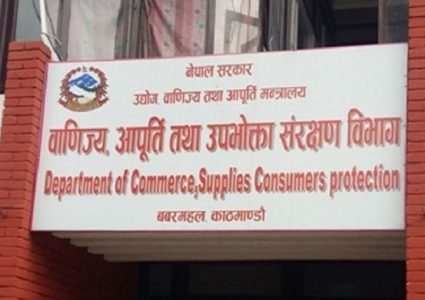 नेपाल सरकार
उद्योग, वाणिज्य तथा आपूर्ति मन्त्रालय
वाणिज्य, आपूर्ति तथा उपभोक्ता संरक्षण विभाग
Department of Commerce,Supplies Consumers protection
बबरमहल, काठमाण्डौ